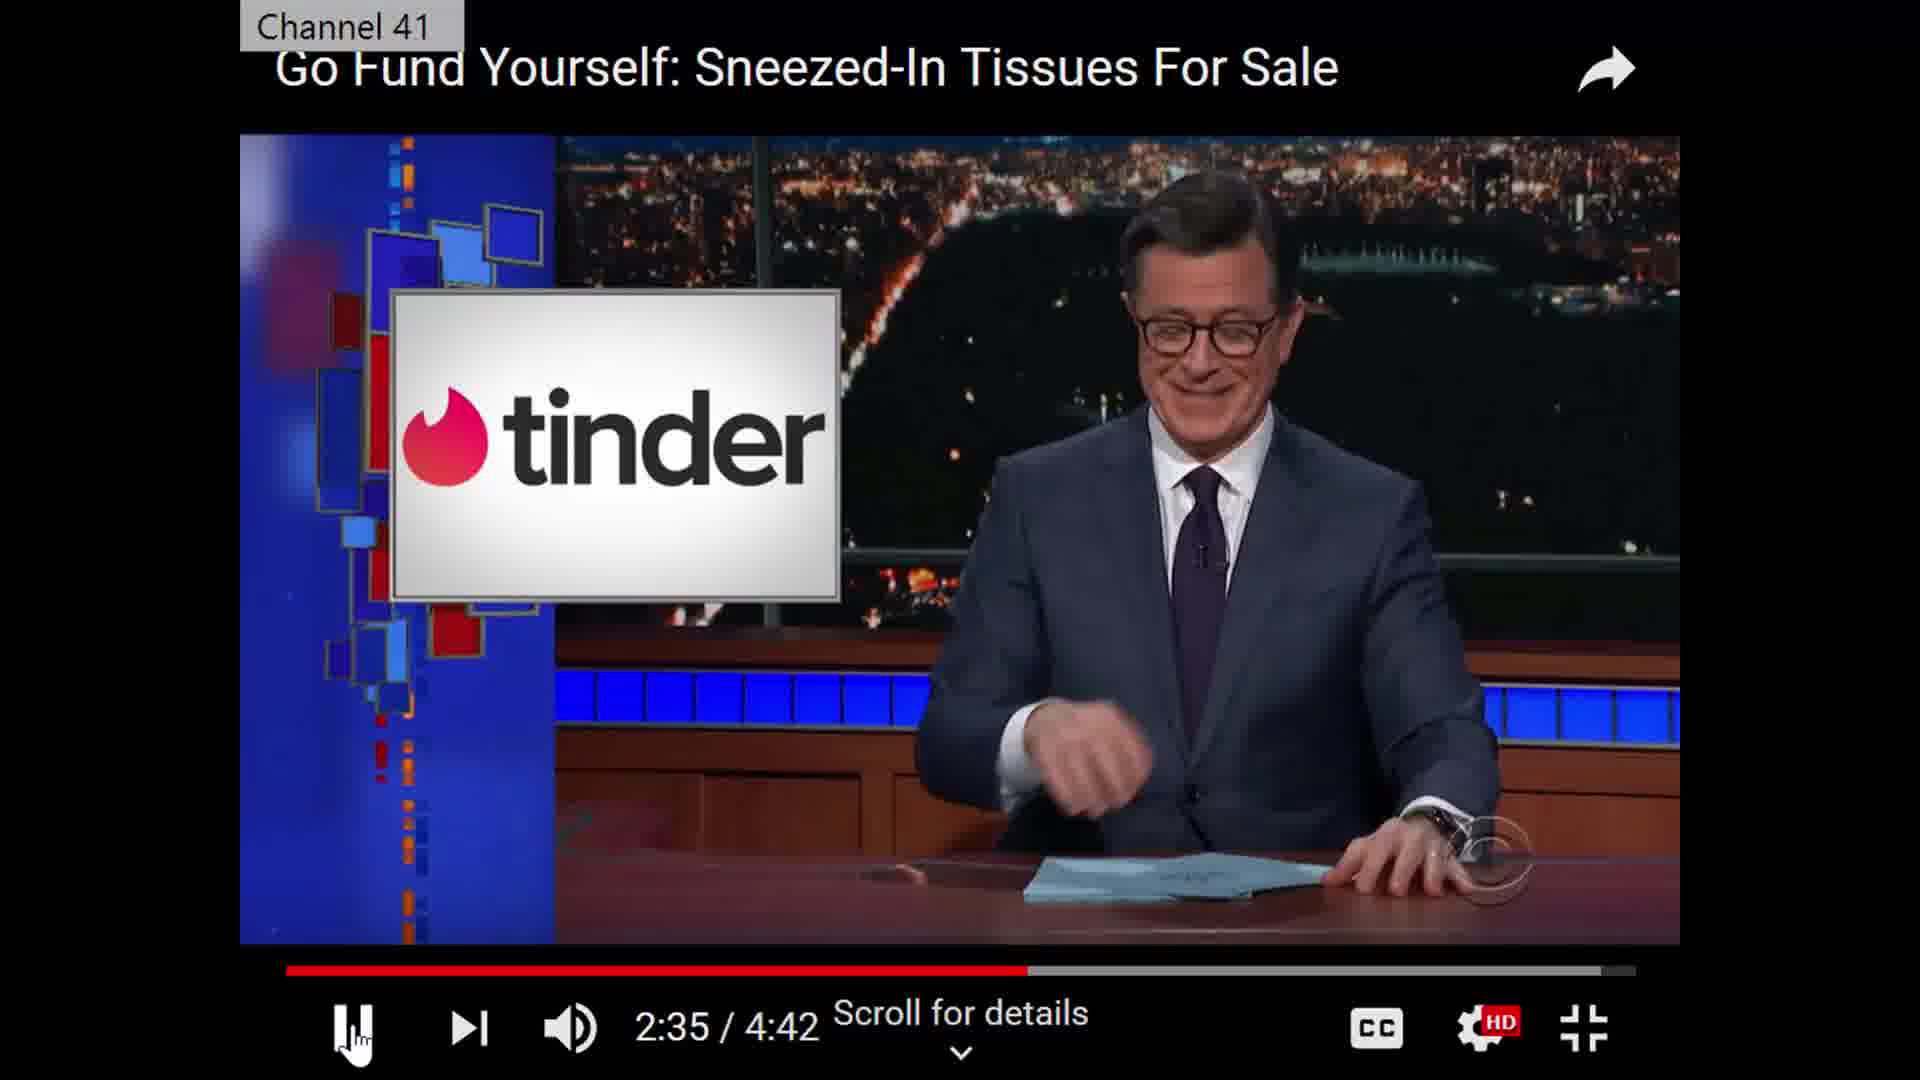 Channel 41
Go Fund Yourself: Sneezed-In Tissues For Sale
tinder
2:35 / 4:42
Scroll for details
CC
HD